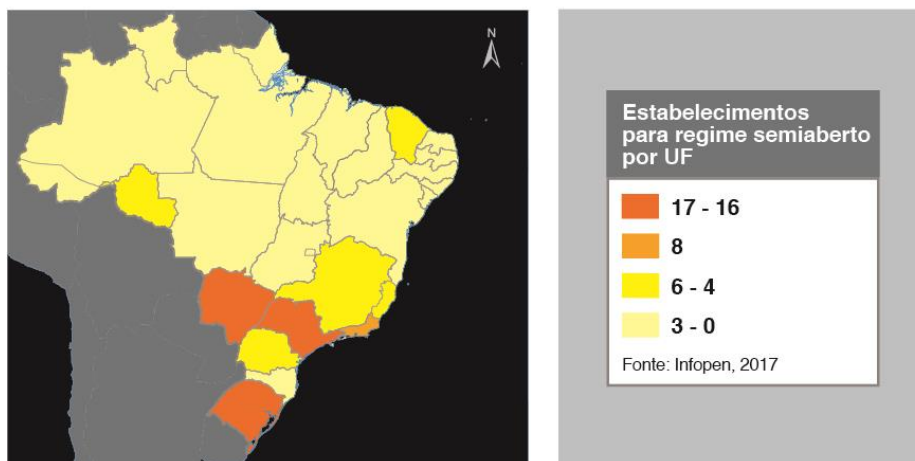 N
Estabelecimentos
para regime semiaberto
por UF
17 - 16
8
6 - 4
3 - 0
Fonte: Infopen, 2017